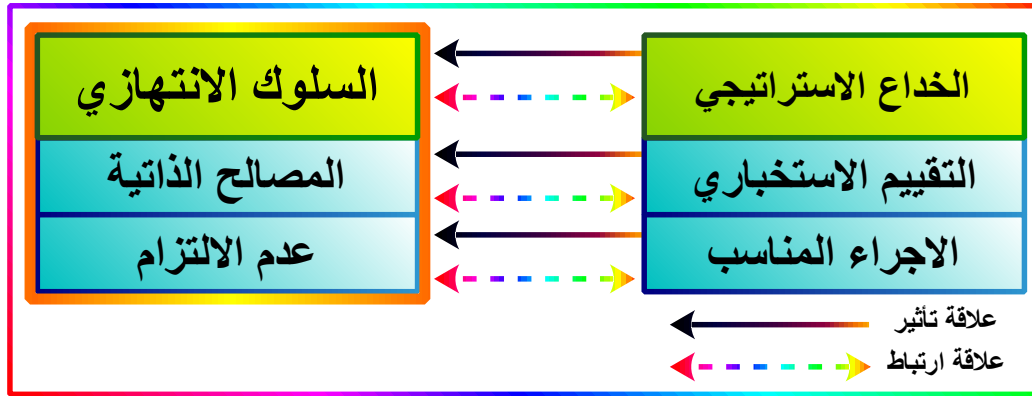 الخداع الاستراتيجي
التقييم الاستخباري
الاجراء المناسب
السلوك الانتهازي
المصالح الذاتية
عدم الالتزام
علاقة تأثير
علاقة ارتباط